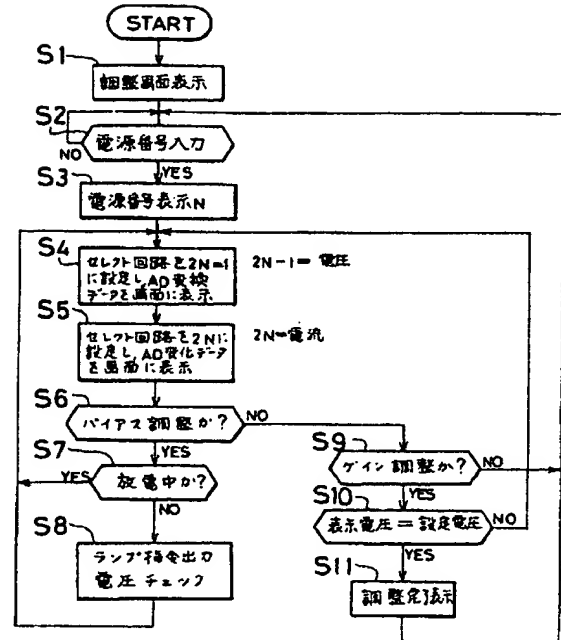 START
S1
調整画面表示
S2
電源番号入力
NO
YES
S3
電源番号表示N
S4
セレクト回路を2N-1
に設定し,AD変換
データを画面に表示
2N-1= 電圧
S5
セレクト回路を2Nに
設定し,AD変化データ
を画面に表示
2N=電流
S6
バイアス調整か?
NO
YES
S7
放電中か?
YES
NO
S8
ランプ指令出力
電圧チェック
S9
ゲイン調整か?
NO
YES
S10
表示電圧=設定電圧
NO
YES
S11
調整完了表示